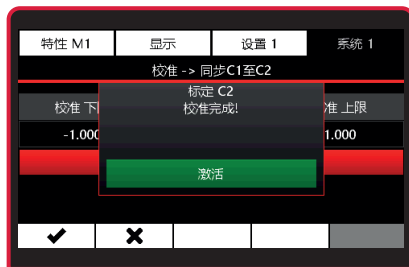 特性 M1 显示 设置 1 系统 1
校准 -> 同步C1至C2
标定 C2
校准完成!
校准 下 准 上限
-1.000 1.000
激活